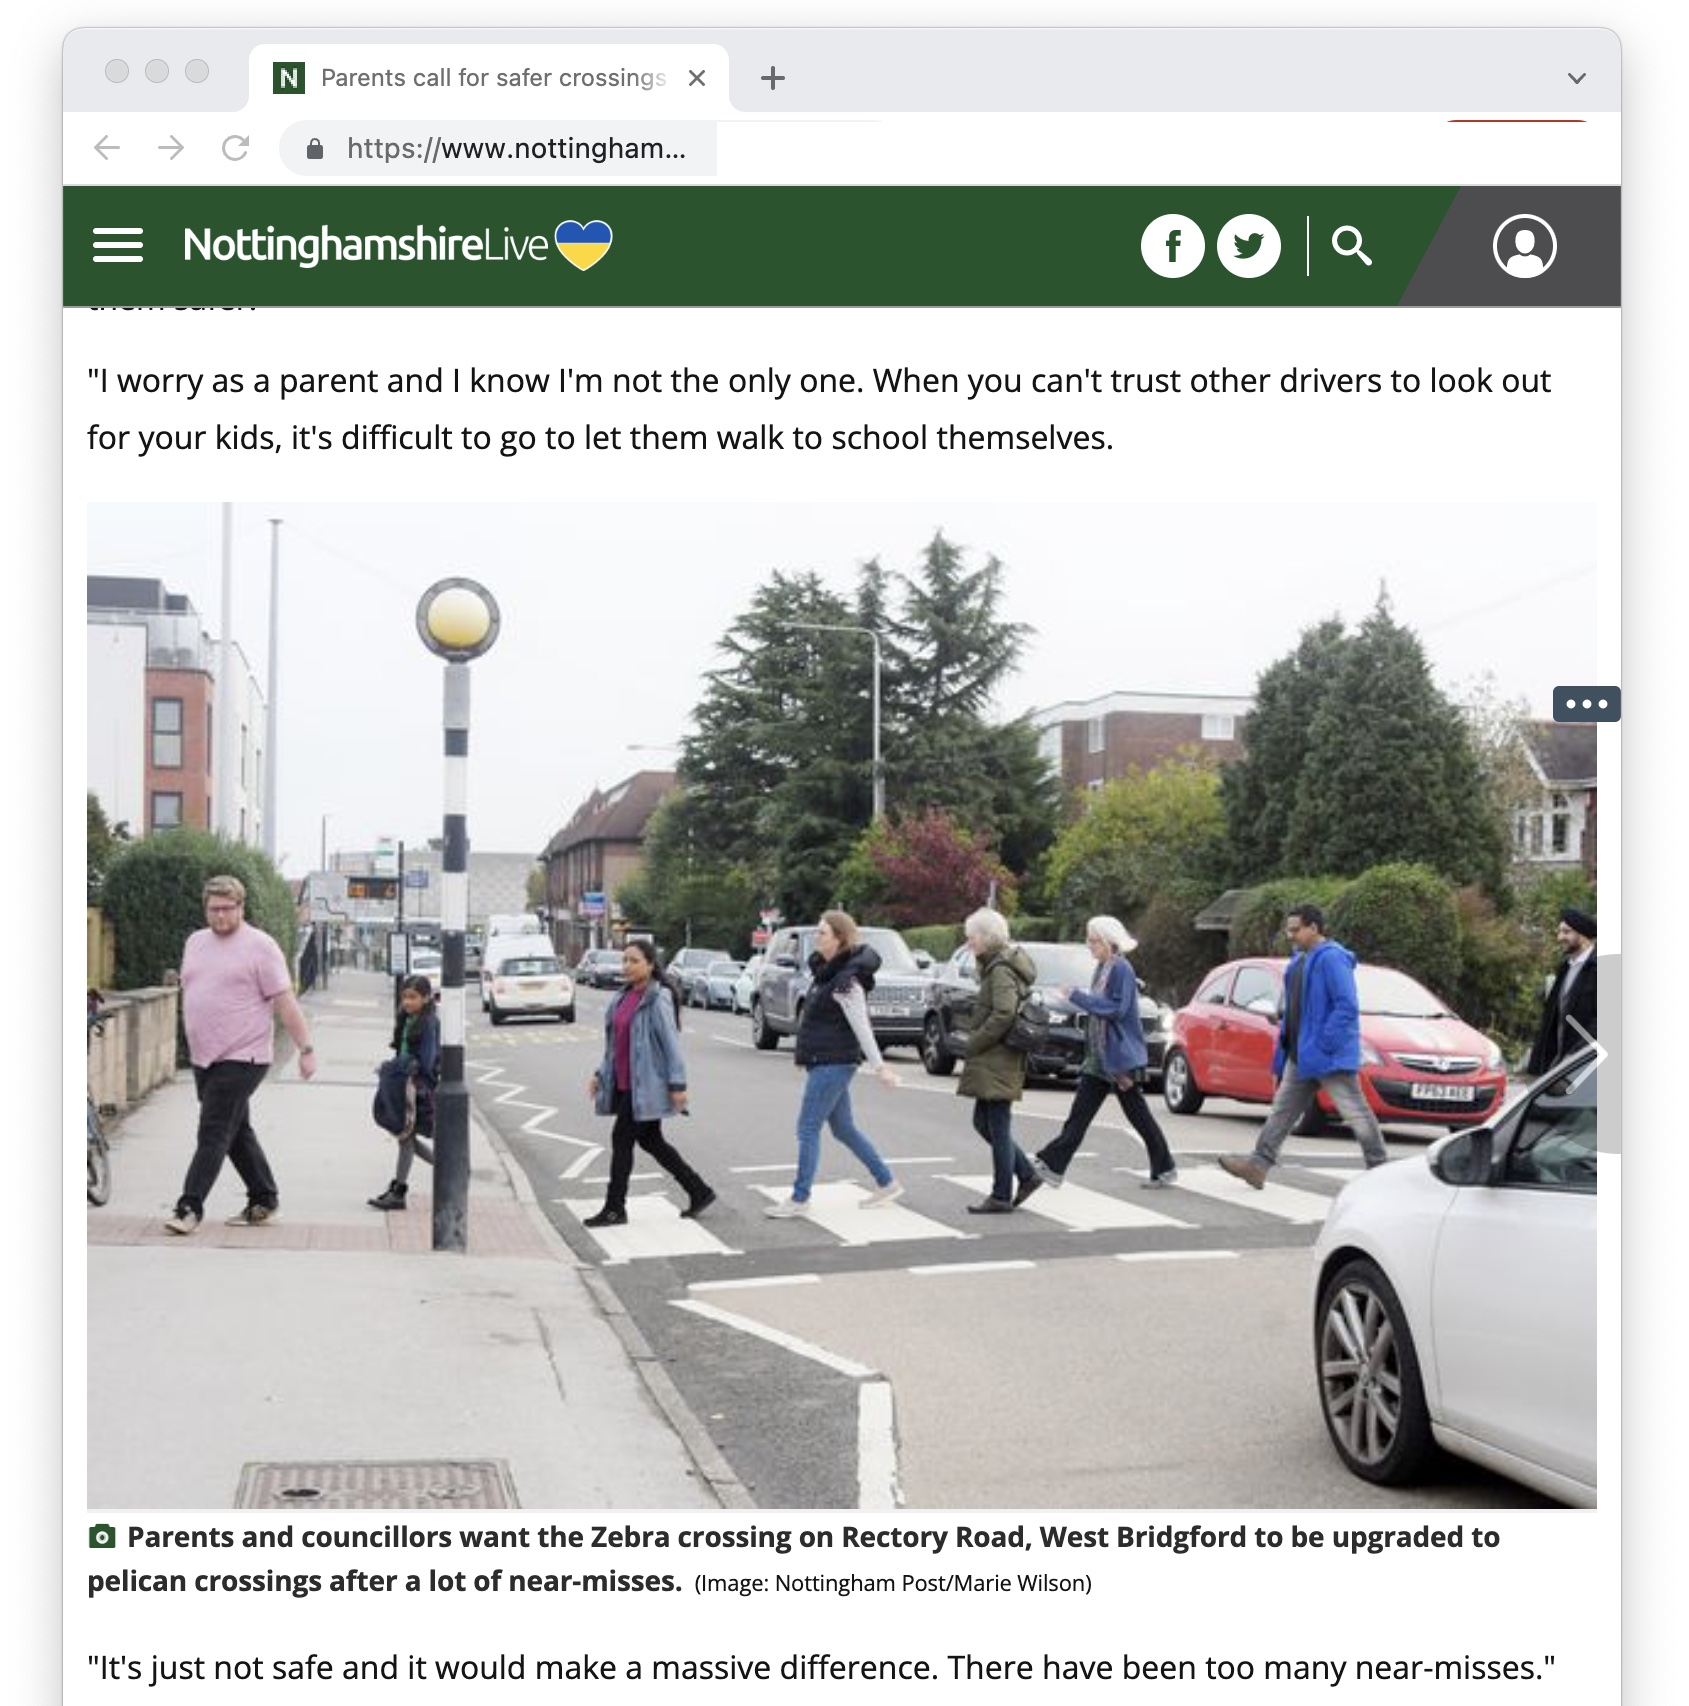 Parents call for safer crossings
https://www.nottingham...
NottinghamshireLive
them safer.
"I worry as a parent and I know I'm not the only one. When you can't trust other drivers to look out
for your kids, it's difficult to go to let them walk to school themselves.
Parents and councillors want the Zebra crossing on Rectory Road, West Bridgford to be upgraded to
pelican crossings after a lot of near-misses. (Image: Nottingham Post/Marie Wilson)
"It's just not safe and it would make a massive difference. There have been too many near-misses."